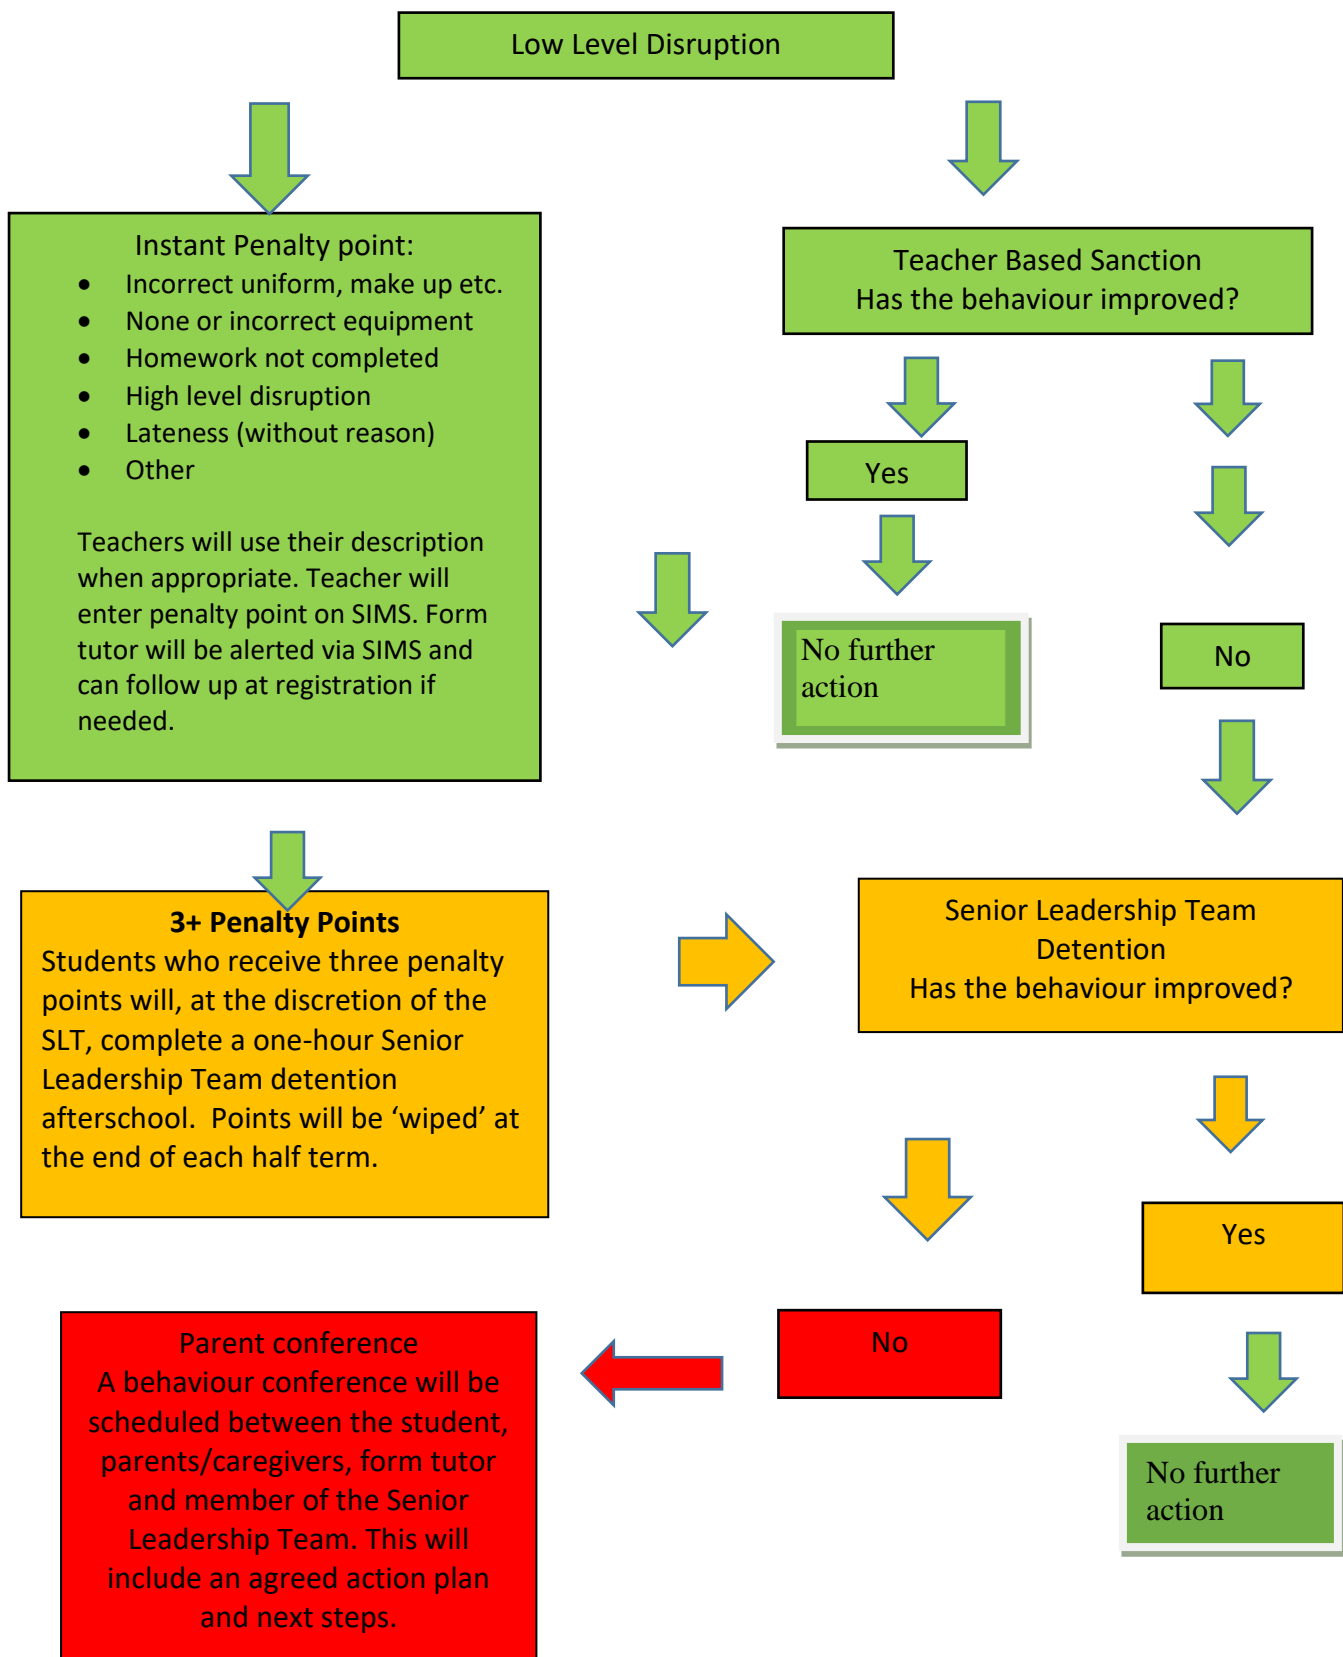 Low Level Disruption
Instant Penalty point:
• Incorrect uniform, make up etc.
• None or incorrect equipment
• Homework not completed
• High level disruption
• Lateness (without reason)
• Other
Teachers will use their description
when appropriate. Teacher will
enter penalty point on SIMS. Form
tutor will be alerted via SIMS and
can follow up at registration if
needed.
Teacher Based Sanction
Has the behaviour improved?
Yes
No further
action
No
3+ Penalty Points
Students who receive three penalty
points will, at the discretion of the
SLT, complete a one-hour Senior
Leadership Team detention
afterschool.  Points will be ‘wiped’ at
the end of each half term.
Senior Leadership Team
Detention
Has the behaviour improved?
Yes
No
No further
action
Parent conference
A behaviour conference will be
scheduled between the student,
parents/caregivers, form tutor
and member of the Senior
Leadership Team. This will
include an agreed action plan
and next steps.